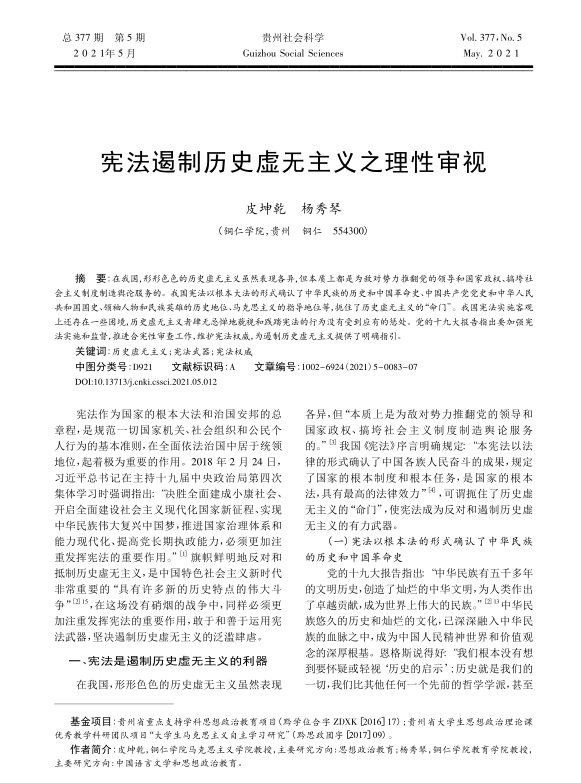 总 377 期　第 5 期
2021年5月
贵州社会科学
Guizhou Social Sciences
Vol. 377, No. 5
May. 2021
宪法遏制历史虚无主义之理性审视
皮坤乾　杨秀琴
(铜仁学院,贵州　铜仁　554300)
摘　要:在我国,形形色色的历史虚无主义虽然表现各异,但本质上都是为敌对势力推翻党的领导和国家政权、搞垮社
会主义制度制造舆论服务的。我国宪法以根本大法的形式确认了中华民族的历史和中国革命史、中国共产党党史和中华人民
共和国国史、领袖人物和民族英雄的历史地位、马克思主义的指导地位等,扼住了历史虚无主义的“命门”。我国宪法实施客观
上还存在一些困境,历史虚无主义者肆无忌惮地藐视和践踏宪法的行为没有受到应有的惩处。党的十九大报告指出要加强宪
法实施和监督,推进合宪性审查工作,维护宪法权威,为遏制历史虚无主义提供了明确指引。
关键词:历史虚无主义;宪法武器;宪法权威
中图分类号:D921　文献标识码:A　文章编号:1002-6924(2021)5-0083-07
DOI:10.13713/j.cnki.cssci.2021.05.012
宪法作为国家的根本大法和治国安邦的总
章程,是规范一切国家机关、社会组织和公民个
人行为的基本准则,在全面依法治国中居于统领
地位,起着极为重要的作用。2018 年 2 月 24 日,
习近平总书记在主持十九届中央政治局第四次
集体学习时强调指出:“决胜全面建成小康社会、
开启全面建设社会主义现代化国家新征程、实现
中华民族伟大复兴中国梦,推进国家治理体系和
能力现代化、提高党长期执政能力,必须更加注
重发挥宪法的重要作用。”[1] 旗帜鲜明地反对和
抵制历史虚无主义,是中国特色社会主义新时代
非常重要的“具有许多新的历史特点的伟大斗
争”[2]15,在这场没有硝烟的战争中,同样必须更
加注重发挥宪法的重要作用,敢于和善于运用宪
法武器,坚决遏制历史虚无主义的泛滥肆虐。
一、宪法是遏制历史虚无主义的利器
在我国,形形色色的历史虚无主义虽然表现
各异,但“本质上是为敌对势力推翻党的领导和
国家政权、搞垮社会主义制度制造舆论服务
的。”[3] 我国《宪法》序言明确规定:“本宪法以法
律的形式确认了中国各族人民奋斗的成果,规定
了国家的根本制度和根本任务,是国家的根本
法,具有最高的法律效力”[4],可谓扼住了历史虚
无主义的“命门”,使宪法成为反对和遏制历史虚
无主义的有力武器。
(一)宪法以根本法的形式确认了中华民族
的历史和中国革命史
党的十九大报告指出:“中华民族有五千多年
的文明历史,创造了灿烂的中华文明,为人类作出
了卓越贡献,成为世界上伟大的民族。”[2]13 中华民
族悠久的历史和灿烂的文化,已深深融入中华民
族的血脉之中,成为中国人民精神世界和价值观
念的深厚根基。恩格斯说得好:“我们根本没有想
到要怀疑或轻视‘历史的启示’;历史就是我们的
一切,我们比其他任何一个先前的哲学学派,甚至
基金项目:贵州省重点支持学科思想政治教育项目(黔学位合字 ZDXK [2016] 17);贵州省大学生思想政治理论课
优秀教学科研团队项目“大学生马克思主义自主学习研究”(黔思政团字 [2017] 09)。
作者简介:皮坤乾,铜仁学院马克思主义学院教授,主要研究方向:思想政治教育;杨秀琴,铜仁学院教育学院教授,
主要研究方向:中国语言文学和思想政治教育。